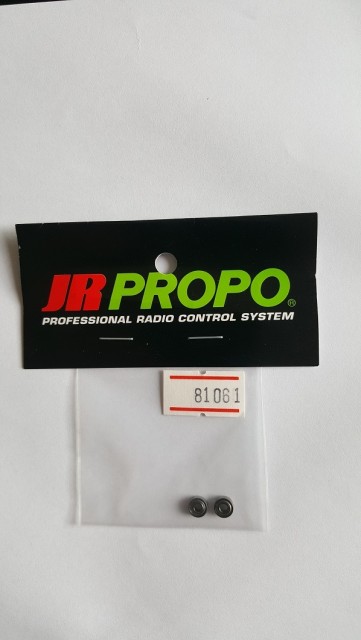 JR PROPO®
PROFESSIONAL RADIO CONTROL SYSTEM
81061